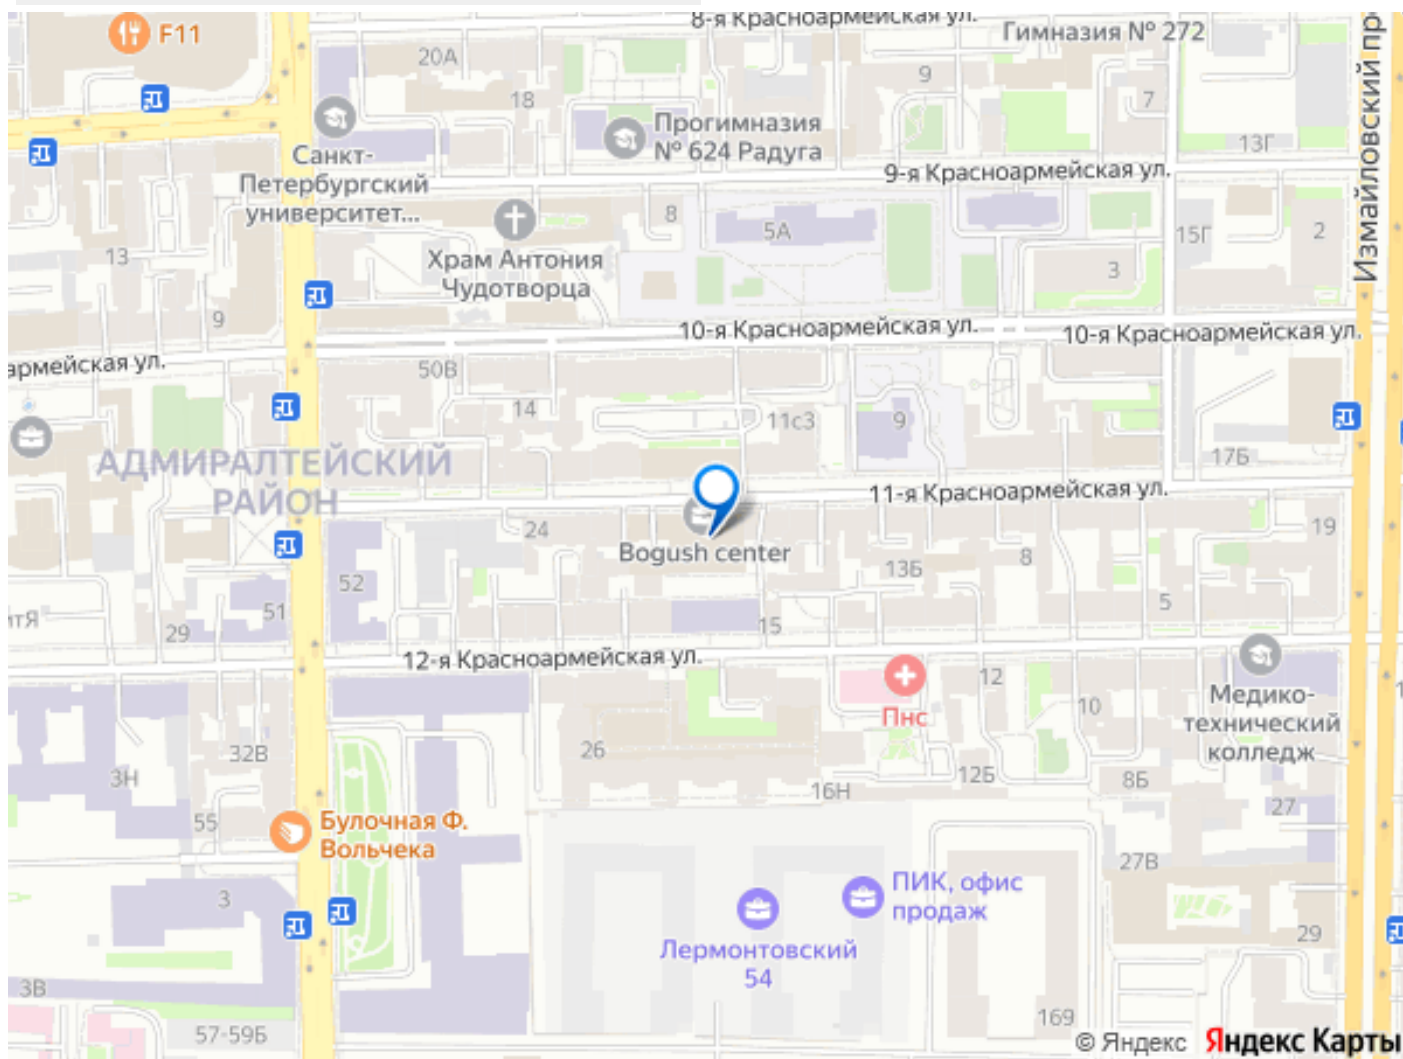 8-я Красноармейская ул.
Гимназия № 272
F11
20А
9
18
7
Измайловский пр
Прогимназия
№ 624 Радуга
13Г
Санкт-
Петербургский
университет...
9-я Красноармейская ул.
8
5А
15Г
2
Храм Антония
Чудотворца
13
3
9
10-я Красноармейская ул.
10-я Красноармейская ул.
армейская ул.
50В
14
11с3
9
17Б
АДМИРАЛТЕЙСКИЙ
РАЙОН
11-я Красноармейская ул.
24
19
Bogush center
13Б
8
52
51
5
итЯ
29
15
12-я Красноармейская ул.
12
Медико-
технический
колледж
Пнс
10
26
32В
3Н
12Б
8Б
16Н
27
55
Булочная Ф.
Вольчека
27В
3
ПИК, офис
продаж
Лермонтовский
54
29
3В
57-59Б
169
© Яндекс Яндекс Карты